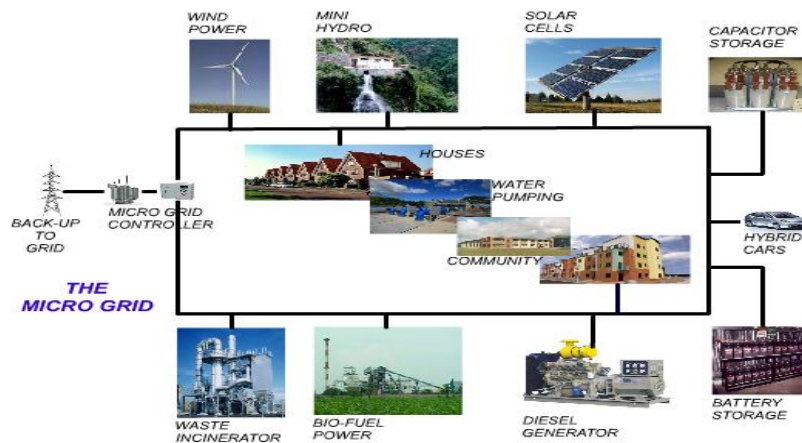 WIND
POWER
MINI
HYDRO
SOLAR
CELLS
CAPACITOR
STORAGE
HOUSES
WATER
PUMPING
BACK-UP
TO
GRID
MICRO GRID
CONTROLLER
COMMUNITY
HYBRID
CARS
THE
MICRO GRID
WASTE
INCINERATOR
BIO-FUEL
POWER
DIESEL
GENERATOR
BATTERY
STORAGE